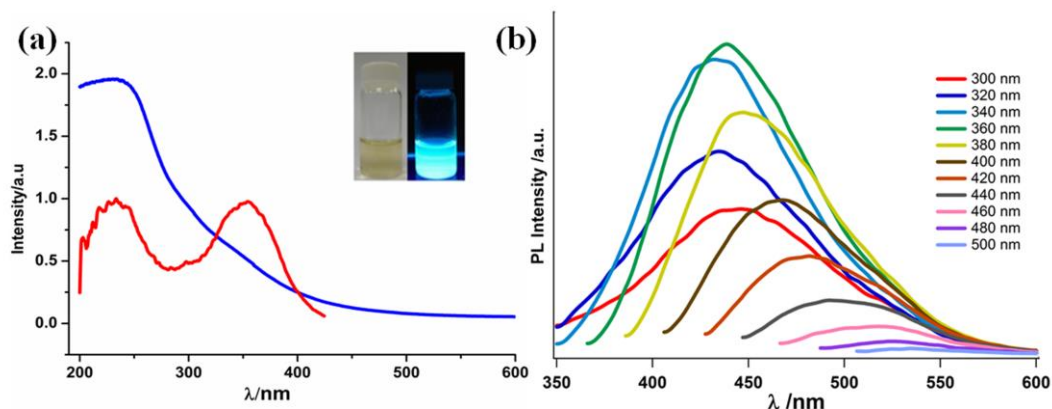 (a)
2.0
1.5
1.0
0.5
0.0
Intensity/a.u
200 300 400 500 600
λ/nm
(b)
PL Intensity /a.u.
300 nm
320 nm
340 nm
360 nm
380 nm
400 nm
420 nm
440 nm
460 nm
480 nm
500 nm
350 400 450 500 550 600
λ /nm